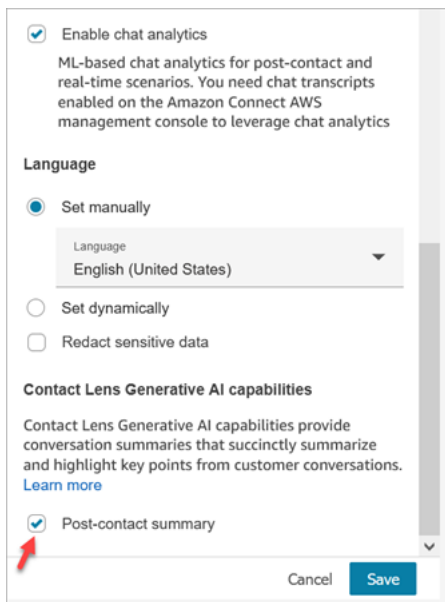 Enable chat analytics
ML-based chat analytics for post-contact and
real-time scenarios. You need chat transcripts
enabled on the Amazon Connect AWS
management console to leverage chat analytics
Language
Set manually
Language
English (United States)
Set dynamically
Redact sensitive data
Contact Lens Generative AI capabilities
Contact Lens Generative AI capabilities provide
conversation summaries that succinctly summarize
and highlight key points from customer conversations.
Learn more
Post-contact summary
Cancel Save